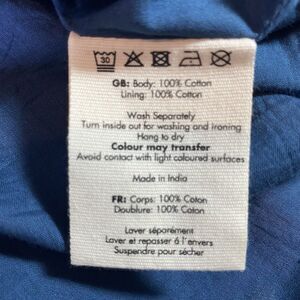 30
GB: Body: 100% Cotton
Lining: 100% Cotton
Wash Separately
Turn inside out for washing and ironing
Hang to dry
Colour may transfer
Avoid contact with light coloured surfaces
Made in India
FR: Corps: 100% Coton
Doublure: 100% Coton
Laver séparément
Laver et repasser à l'envers
Suspendre pour sécher